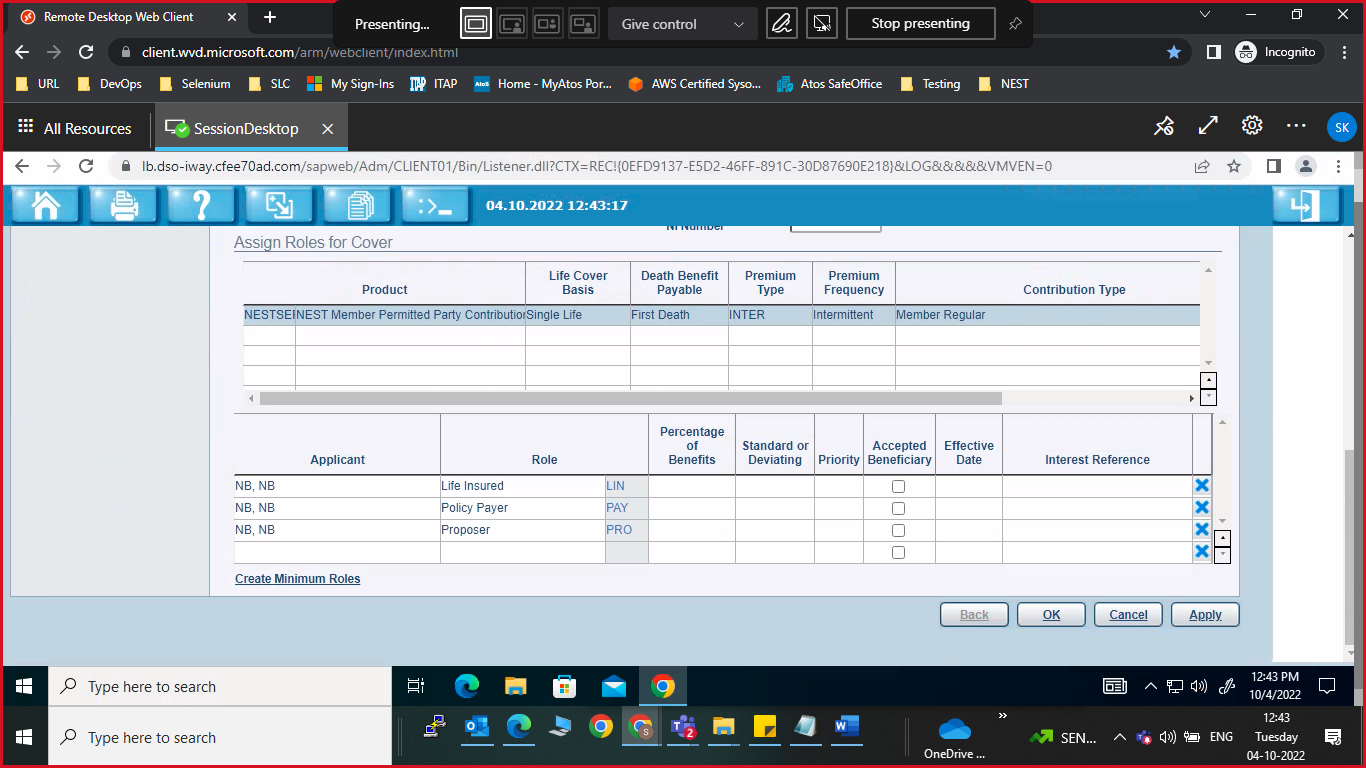 Remote Desktop Web Client
Presenting...
Give control
Stop presenting
client.wvd.microsoft.com/arm/webclient/index.html
Incognito
URL
DevOps
Selenium
SLC
My Sign-Ins
ITAP
Home - MyAtos Por...
AWS Certified Syso...
Atos SafeOffice
Testing
NEST
All Resources
SessionDesktop
SK
lb.dso-iway.cfee70ad.com/sapweb/Adm/CLIENT01/Bin/Listener.dll?CTX=REC!{0EFD9137-E5D2-46FF-891C-30D87690E218}&LOG&&&&&VMVEN=0
04.10.2022 12:43:17
NI Number
Assign Roles for Cover
Product
Life Cover Basis
Death Benefit Payable
Premium Type
Premium Frequency
Contribution Type
NESTSEI NEST Member Permitted Party Contribution Single Life First Death INTER Intermittent Member Regular
Applicant
Role
Percentage of Benefits
Standard or Deviating
Priority
Accepted Beneficiary
Effective Date
Interest Reference
NB, NB Life Insured LIN
NB, NB Policy Payer PAY
NB, NB Proposer PRO
Create Minimum Roles
Back
OK
Cancel
Apply
Type here to search
12:43 PM
10/4/2022
Type here to search
OneDrive ...
SEN...
ENG
12:43
Tuesday
04-10-2022